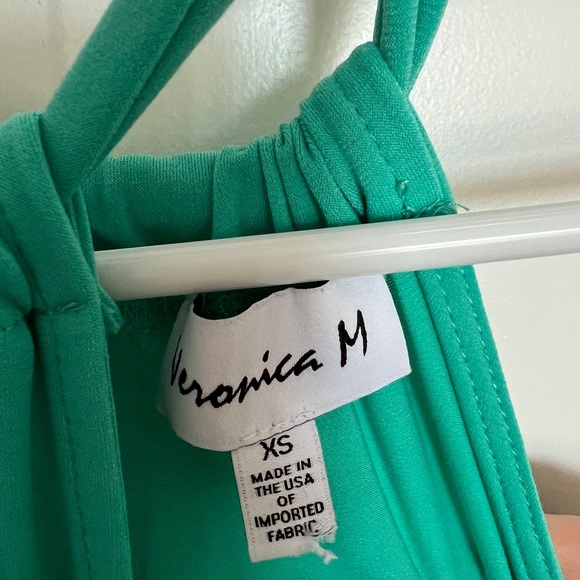 Veronica M
XS
MADE IN
THE USA
OF
IMPORTED
FABRIC